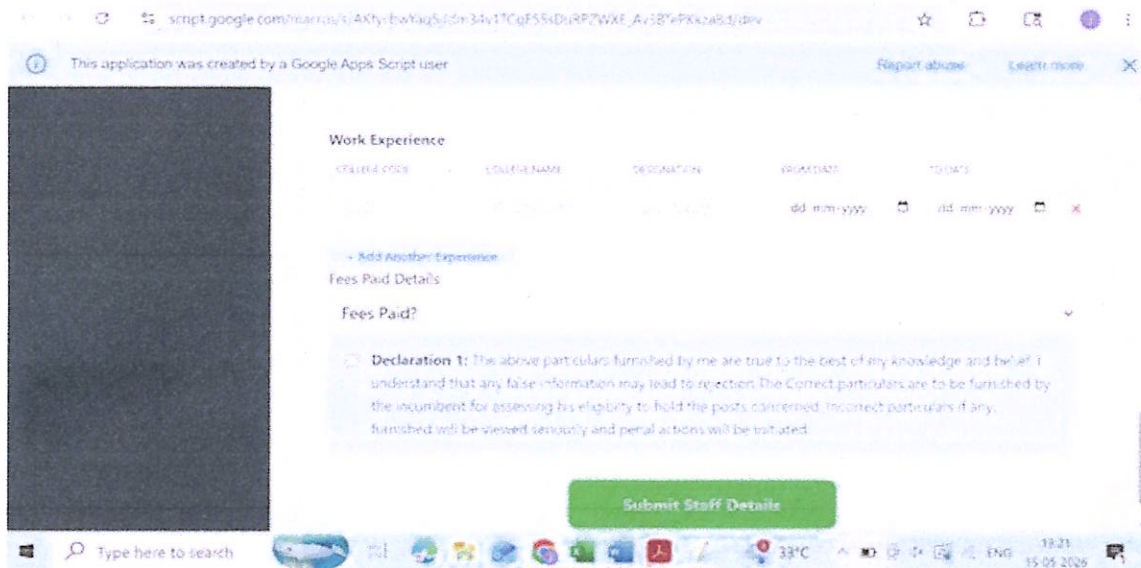 script.google.com/macros/s/
This application was created by a Google Apps Script user
Report abuse
Learn more
Work Experience
COLLEGE CODE
COLLEGE NAME
DESIGNATION
FROM DATE
TO DATE
dd-mm-yyyy
dd-mm-yyyy
+ Add Another Experience
Fees Paid Details
Fees Paid?
Declaration 1: The above particulars furnished by me are true to the best of my knowledge and belief. I
understand that any false information may lead to rejection. The Correct particulars are to be furnished by
the incumbent for assessing his eligibility to hold the posts concerned. Incorrect particulars if any,
furnished will be viewed seriously and penal actions will be initiated
Submit Staff Details
Type here to search
33°C
ENG
13:21
15-05-2026